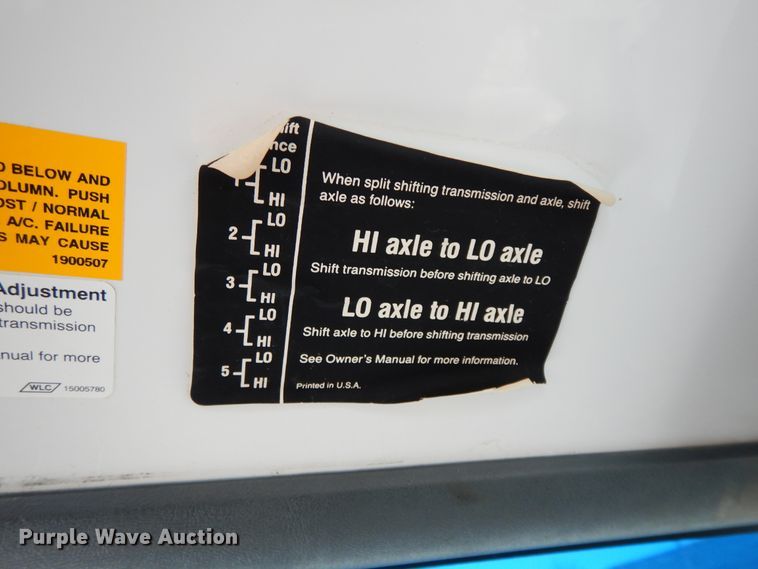 D BELOW AND
OLUMN. PUSH
OST / NORMAL
A/C. FAILURE
S MAY CAUSE
1900507
Adjustment
should be
transmission
nual for more
WLC 15005780
ift
nce
1 LO
HI
2 LO
HI
3 LO
HI
4 LO
HI
5 LO
HI
When split shifting transmission and axle, shift
axle as follows:
HI axle to LO axle
Shift transmission before shifting axle to LO
LO axle to HI axle
Shift axle to HI before shifting transmission
See Owner's Manual for more information.
Printed in U.S.A.
Purple Wave Auction